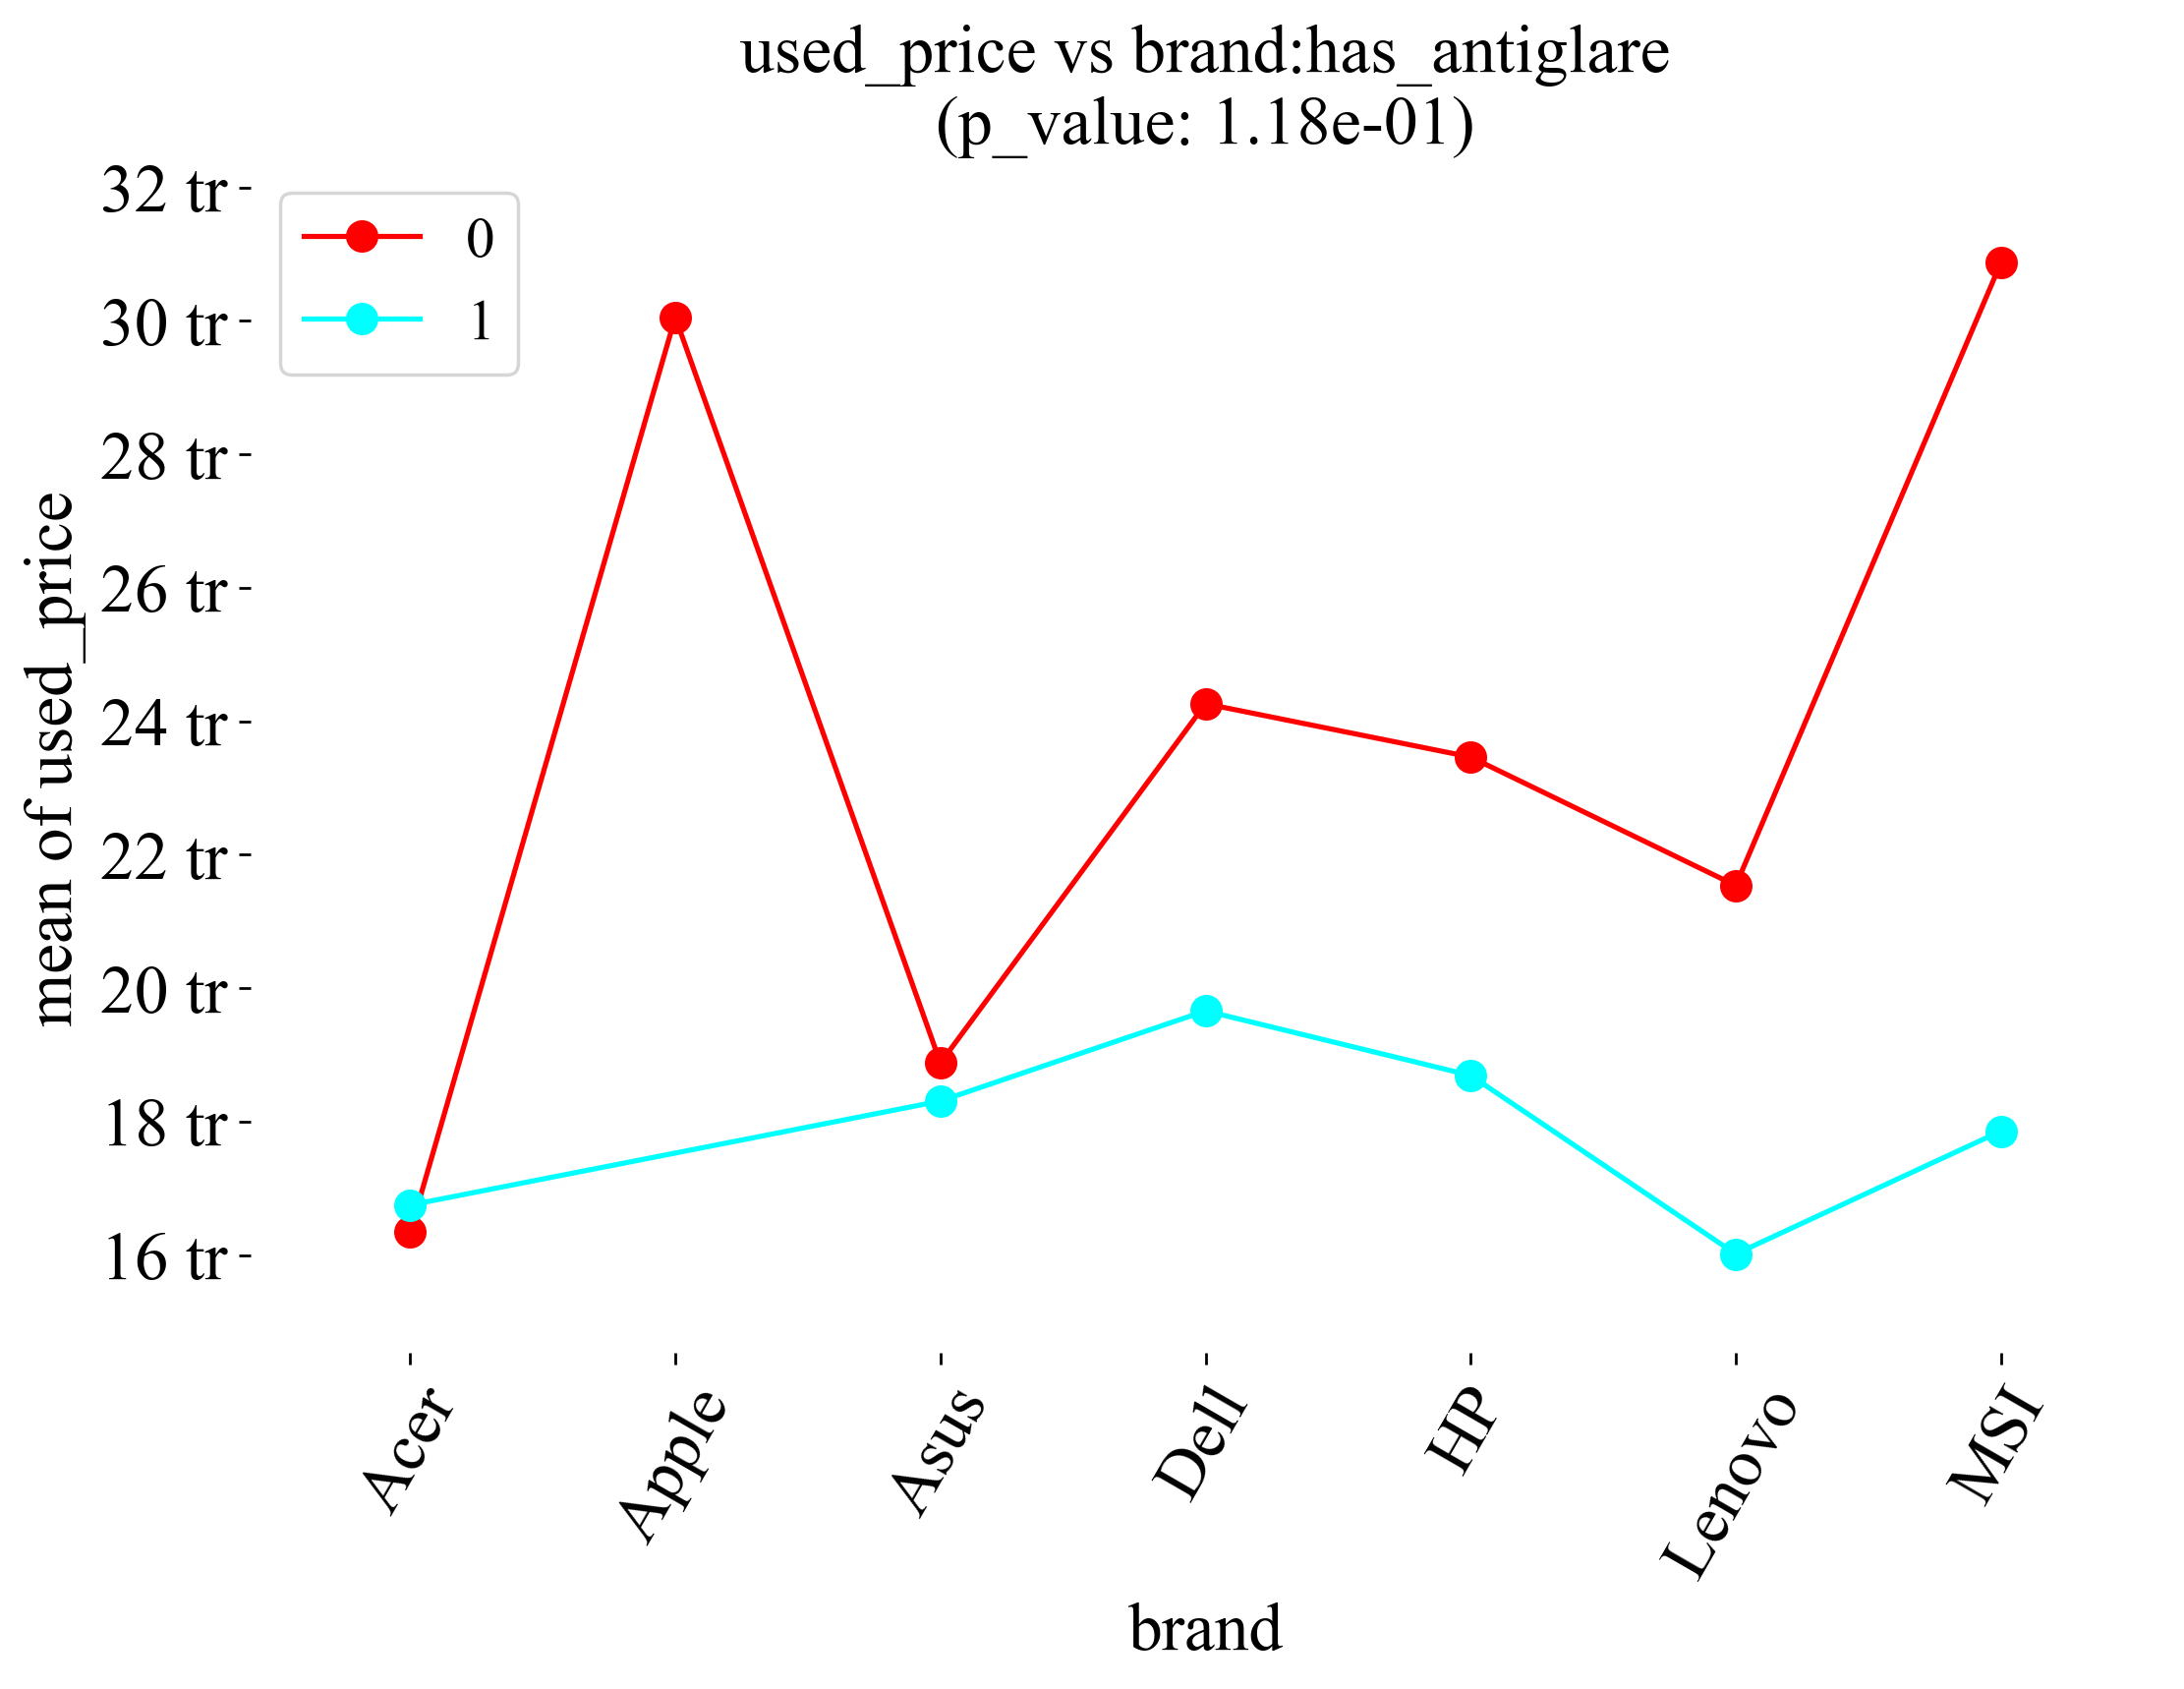 used_price vs brand:has_antiglare
(p_value: 1.18e-01)
32 tr
30 tr
28 tr
26 tr
24 tr
22 tr
20 tr
18 tr
16 tr
mean of used_price
0
1
Acer
Apple
Asus
Dell
HP
Lenovo
MSI
brand